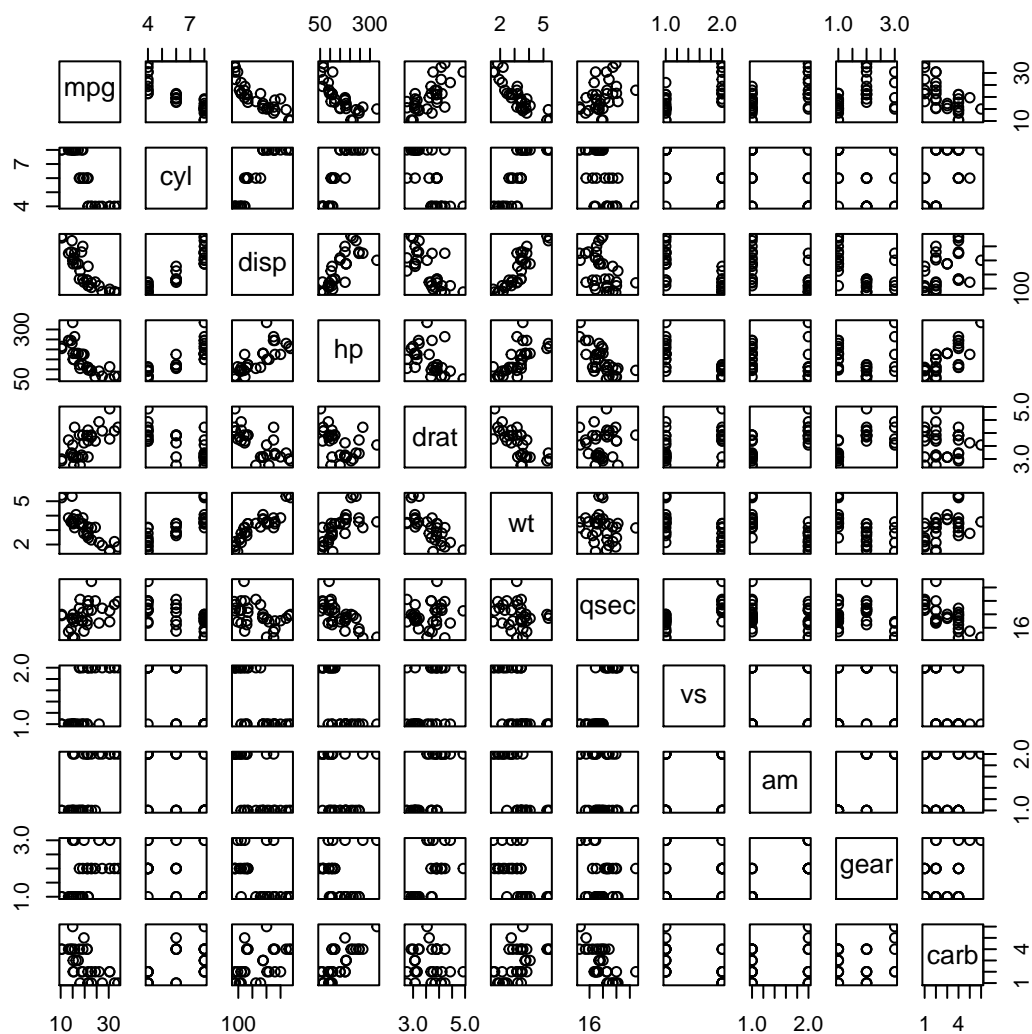 4 7 50 300 2 5 1.0 2.0 1.0 3.0
mpg 10 30
4 7 cyl
disp 100
50 300 hp
drat 3.0 5.0
2 5 wt
qsec 16
1.0 2.0 vs
am 1.0 2.0
1.0 3.0 gear
carb 1 4
10 30 100 3.0 5.0 16 1.0 2.0 1 4